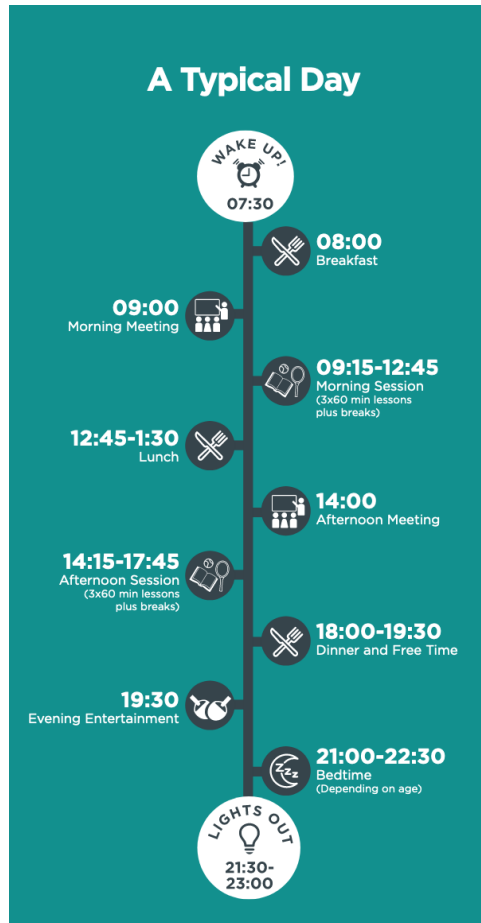 A Typical Day
WAKE UP!
07:30
08:00
Breakfast
09:00
Morning Meeting
09:15-12:45
Morning Session
(3x60 min lessons
plus breaks)
12:45-1:30
Lunch
14:00
Afternoon Meeting
14:15-17:45
Afternoon Session
(3x60 min lessons
plus breaks)
18:00-19:30
Dinner and Free Time
19:30
Evening Entertainment
21:00-22:30
Bedtime
(Depending on age)
zzz
LIGHTS OUT
21:30-
23:00